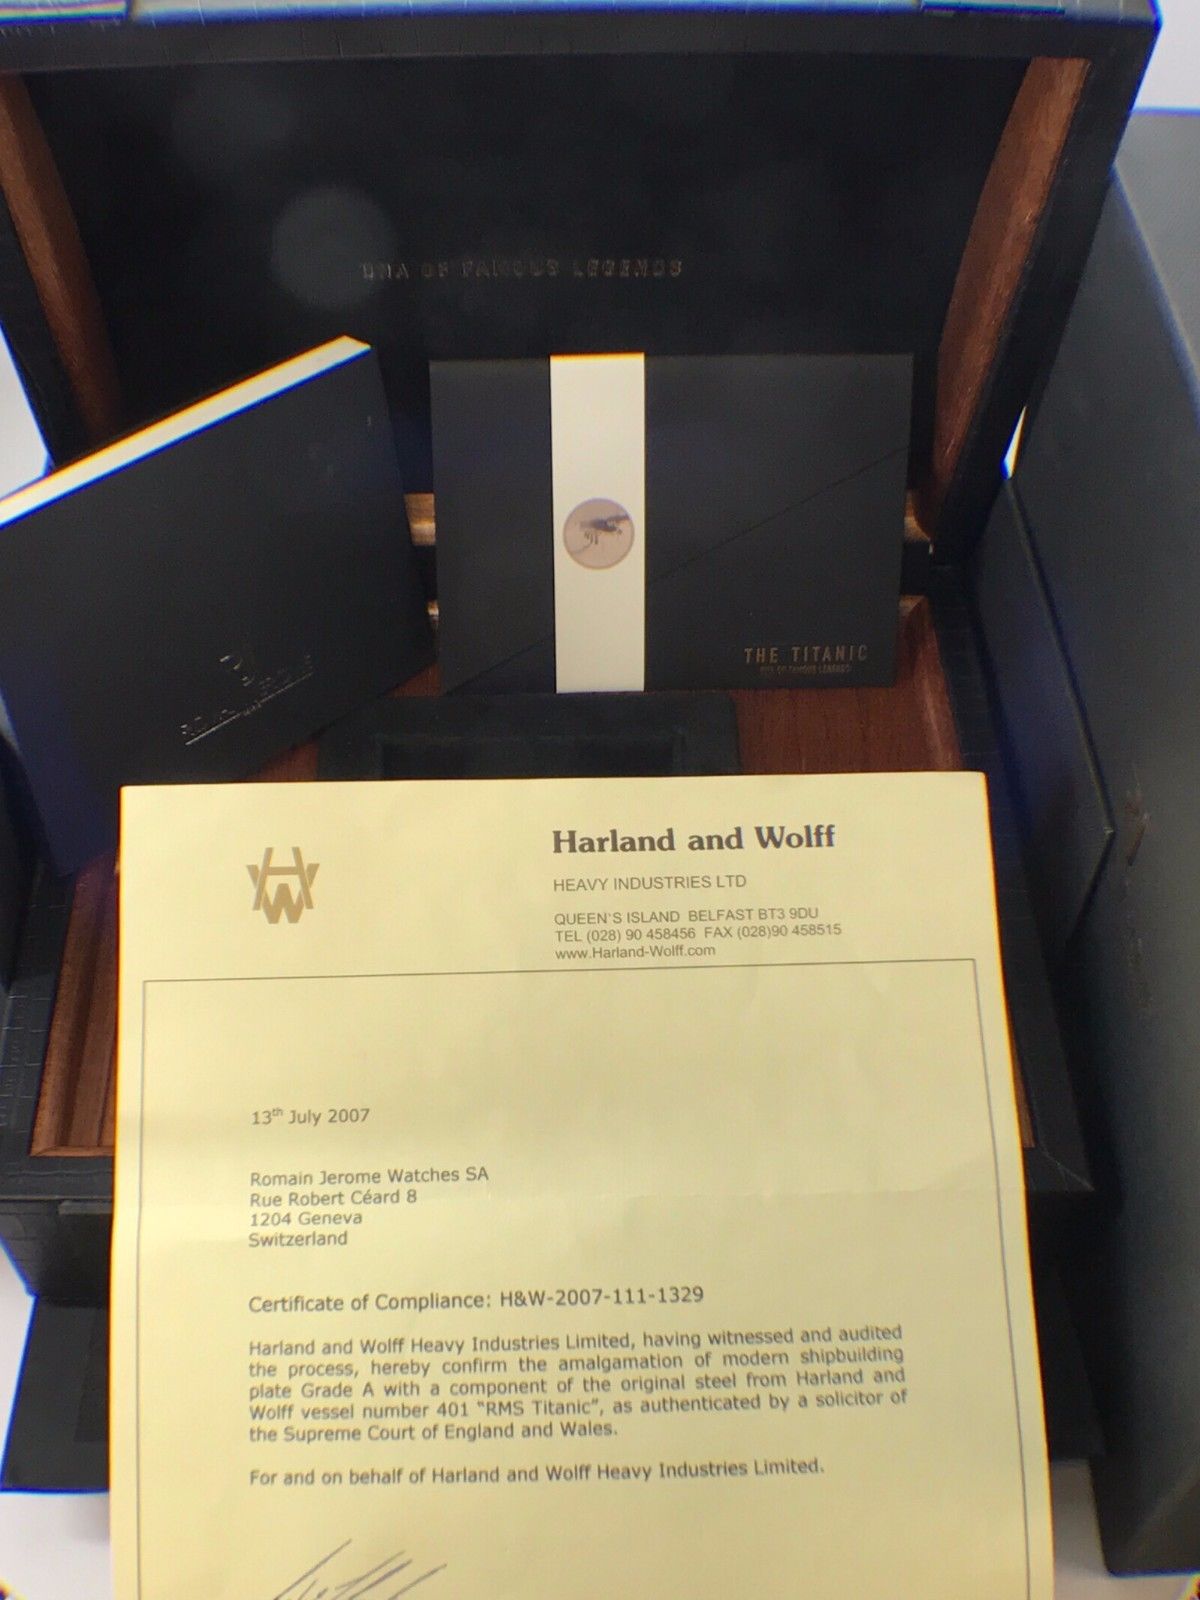 DNA OF FAMOUS LEGENDS
THE TITANIC
DNA OF FAMOUS LEGENDS
HW
Harland and Wolff
HEAVY INDUSTRIES LTD
QUEEN'S ISLAND BELFAST BT3 9DU
TEL (028) 90 458456 FAX (028)90 458515
www.Harland-Wolff.com
13th July 2007
Romain Jerome Watches SA
Rue Robert Céard 8
1204 Geneva
Switzerland
Certificate of Compliance: H&W-2007-111-1329
Harland and Wolff Heavy Industries Limited, having witnessed and audited
the process, hereby confirm the amalgamation of modern shipbuilding
plate Grade A with a component of the original steel from Harland and
Wolff vessel number 401 "RMS Titanic", as authenticated by a solicitor of
the Supreme Court of England and Wales.
For and on behalf of Harland and Wolff Heavy Industries Limited.